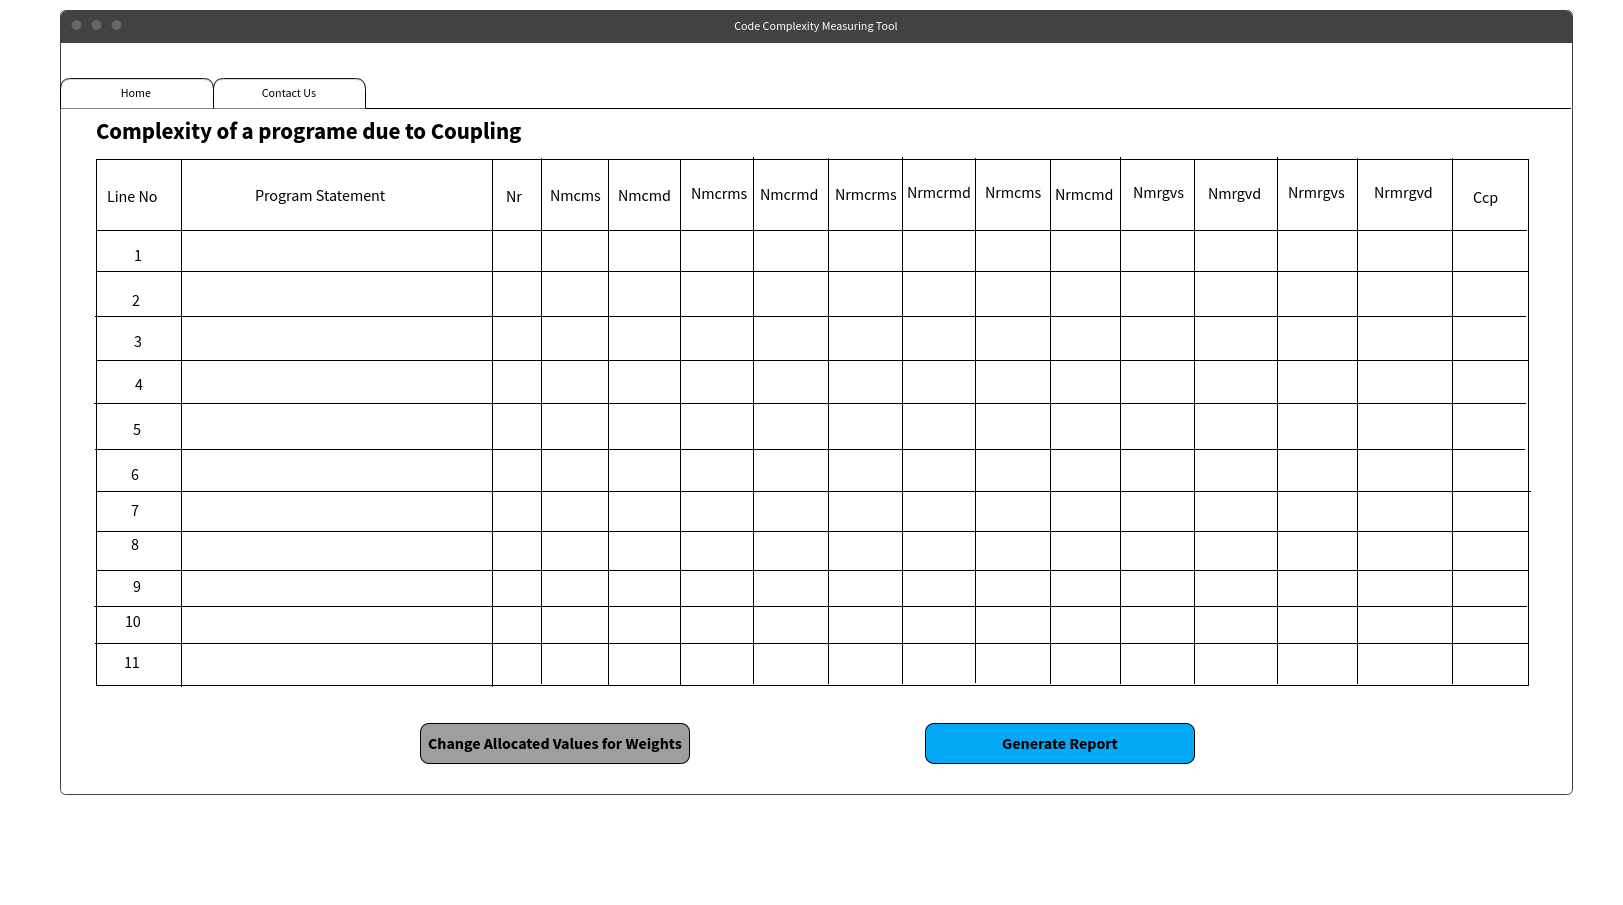 Code Complexity Measuring Tool
Home Contact Us
Complexity of a programe due to Coupling
Line No Program Statement Nr Nmcms Nmcmd Nmcrms Nmcrmd Nrmcrms Nrmcrmd Nrmcms Nrmcmd Nmrgvs Nmrgvd Nrmrgvs Nrmrgvd Ccp
1
2
3
4
5
6
7
8
9
10
11
Change Allocated Values for Weights Generate Report